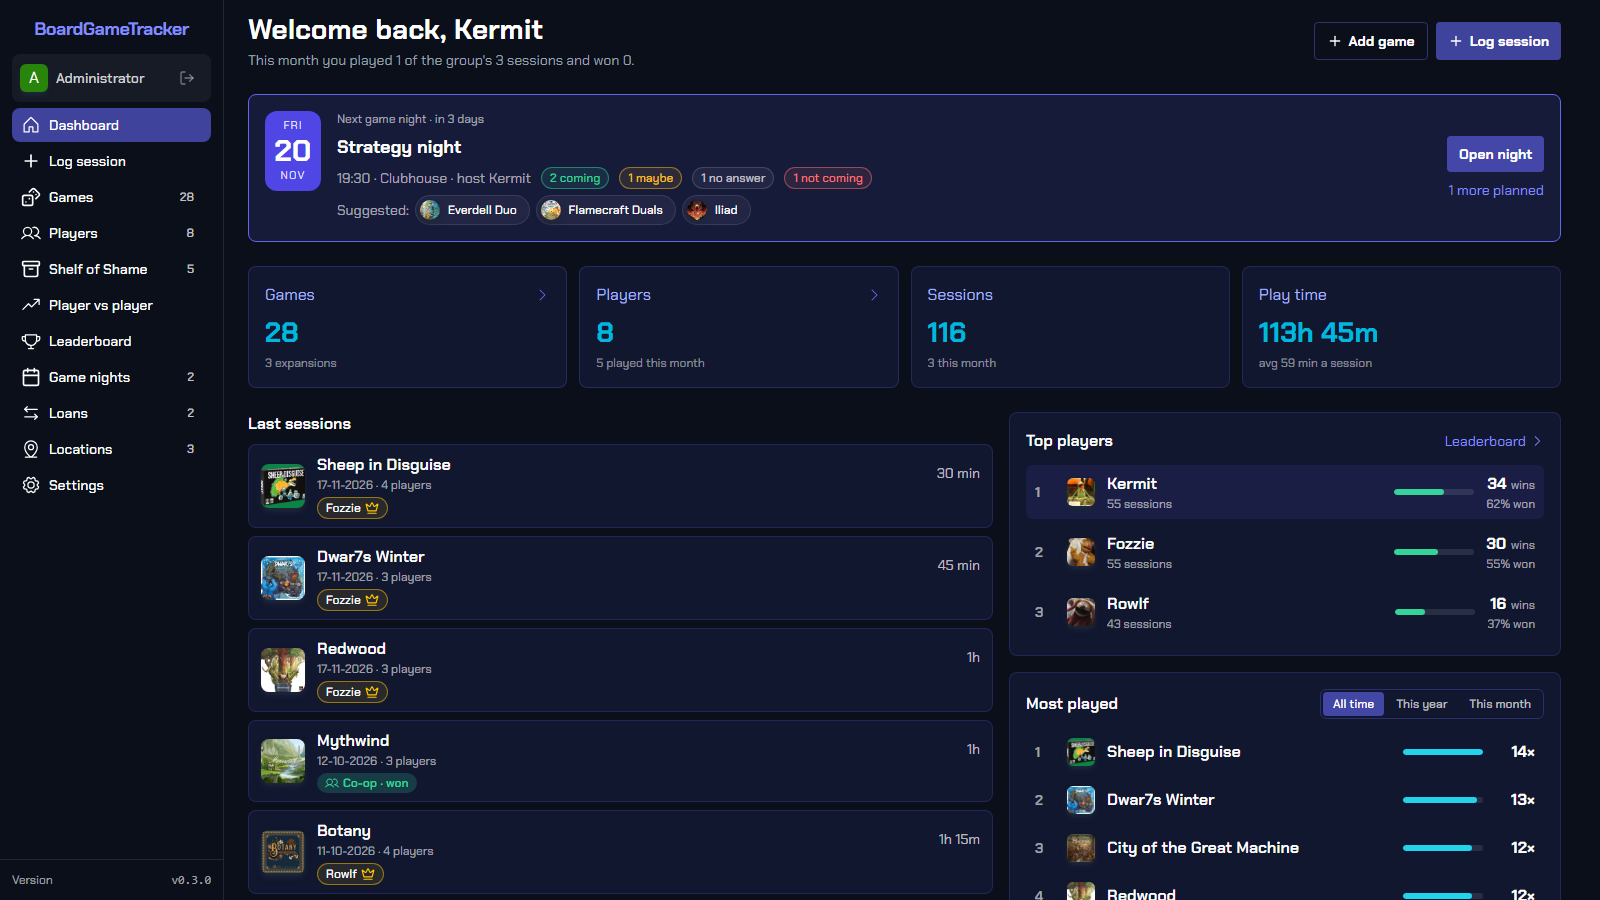 BoardGameTracker
A Administrator
Dashboard
Log session
Games 28
Players 8
Shelf of Shame 5
Player vs player
Leaderboard
Game nights 2
Loans 2
Locations 3
Settings
Version v0.3.0
Welcome back, Kermit
This month you played 1 of the group's 3 sessions and won 0.
+ Add game
+ Log session
FRI
20
NOV
Next game night · in 3 days
Strategy night
19:30 · Clubhouse · host Kermit 2 coming 1 maybe 1 no answer 1 not coming
Suggested: Everdell Duo Flamecraft Duals Iliad
Open night
1 more planned
Games
28
3 expansions
Players
8
5 played this month
Sessions
116
3 this month
Play time
113h 45m
avg 59 min a session
Last sessions
Sheep in Disguise
17-11-2026 · 4 players
Fozzie
30 min
Dwar7s Winter
17-11-2026 · 3 players
Fozzie
45 min
Redwood
17-11-2026 · 3 players
Fozzie
1h
Mythwind
12-10-2026 · 3 players
Co-op · won
1h
Botany
11-10-2026 · 4 players
Rowlf
1h 15m
Top players
Leaderboard
1 Kermit 34 wins
55 sessions 62% won
2 Fozzie 30 wins
55 sessions 55% won
3 Rowlf 16 wins
43 sessions 37% won
Most played
All time This year This month
1 Sheep in Disguise 14×
2 Dwar7s Winter 13×
3 City of the Great Machine 12×
4 Redwood 12×